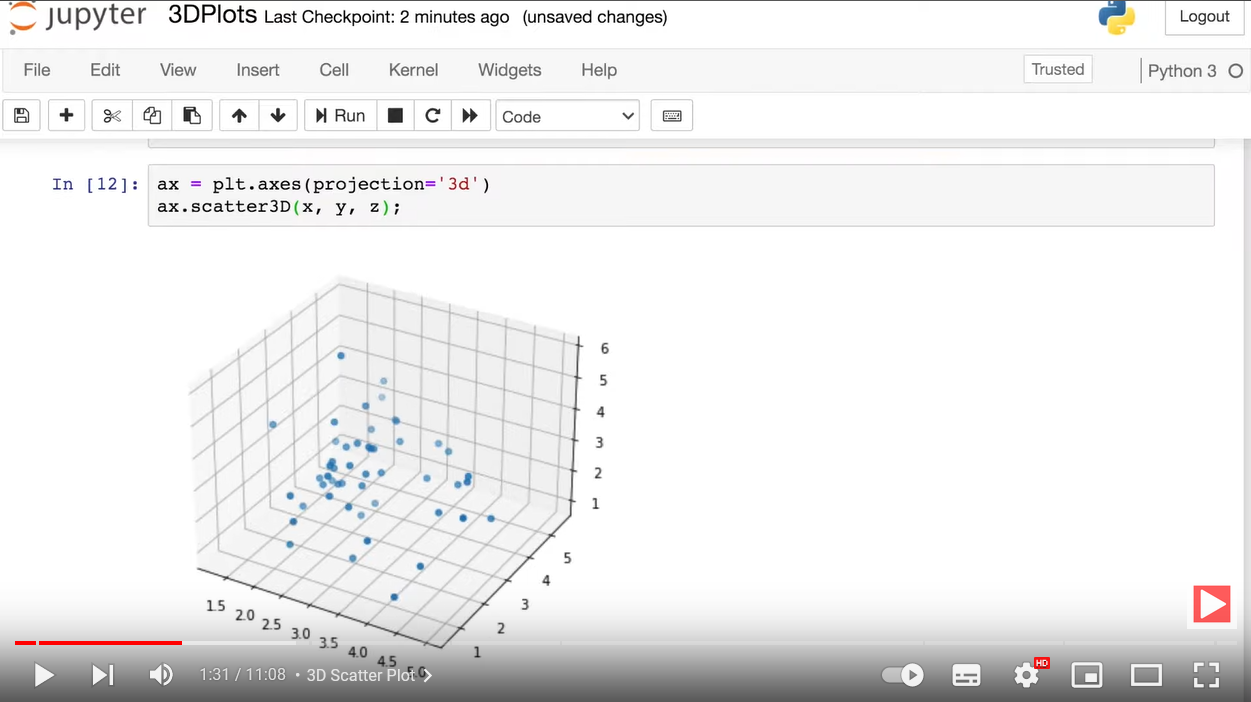 jupyter 3DPlots Last Checkpoint: 2 minutes ago (unsaved changes) Logout
File Edit View Insert Cell Kernel Widgets Help Trusted Python 3
Run Code
In [12]: ax = plt.axes(projection='3d')
ax.scatter3D(x, y, z);
6
5
4
3
2
1
5
4
3
2
1
1.5 2.0 2.5 3.0 3.5 4.0 4.5 5.0
1:31 / 11:08 • 3D Scatter Plot
HD